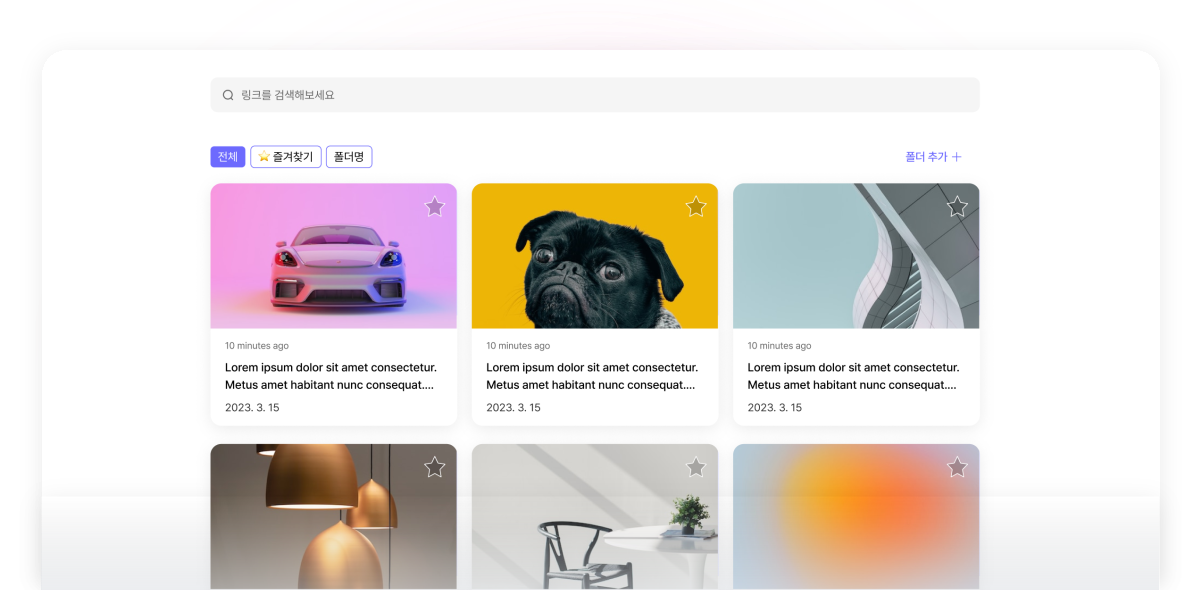 링크를 검색해보세요
전체 ⭐ 즐겨찾기 폴더명 폴더 추가 +
10 minutes ago
Lorem ipsum dolor sit amet consectetur.
Metus amet habitant nunc consequat....
2023. 3. 15
10 minutes ago
Lorem ipsum dolor sit amet consectetur.
Metus amet habitant nunc consequat....
2023. 3. 15
10 minutes ago
Lorem ipsum dolor sit amet consectetur.
Metus amet habitant nunc consequat....
2023. 3. 15